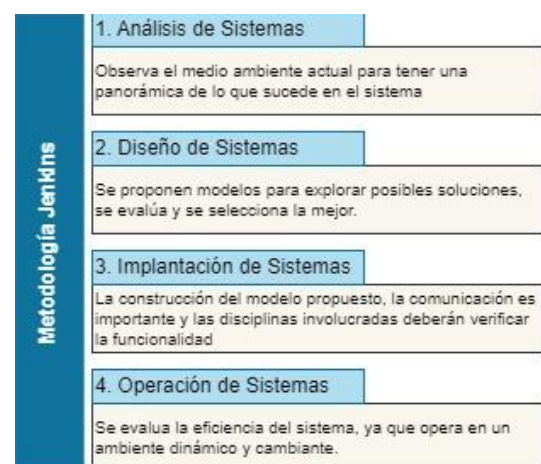 Metodología Jenkins
1. Análisis de Sistemas
Observa el medio ambiente actual para tener una
panorámica de lo que sucede en el sistema
2. Diseño de Sistemas
Se proponen modelos para explorar posibles soluciones,
se evalúa y se selecciona la mejor.
3. Implantación de Sistemas
La construcción del modelo propuesto, la comunicación es
importante y las disciplinas involucradas deberán verificar
la funcionalidad
4. Operación de Sistemas
Se evalua la eficiencia del sistema, ya que opera en un
ambiente dinámico y cambiante.